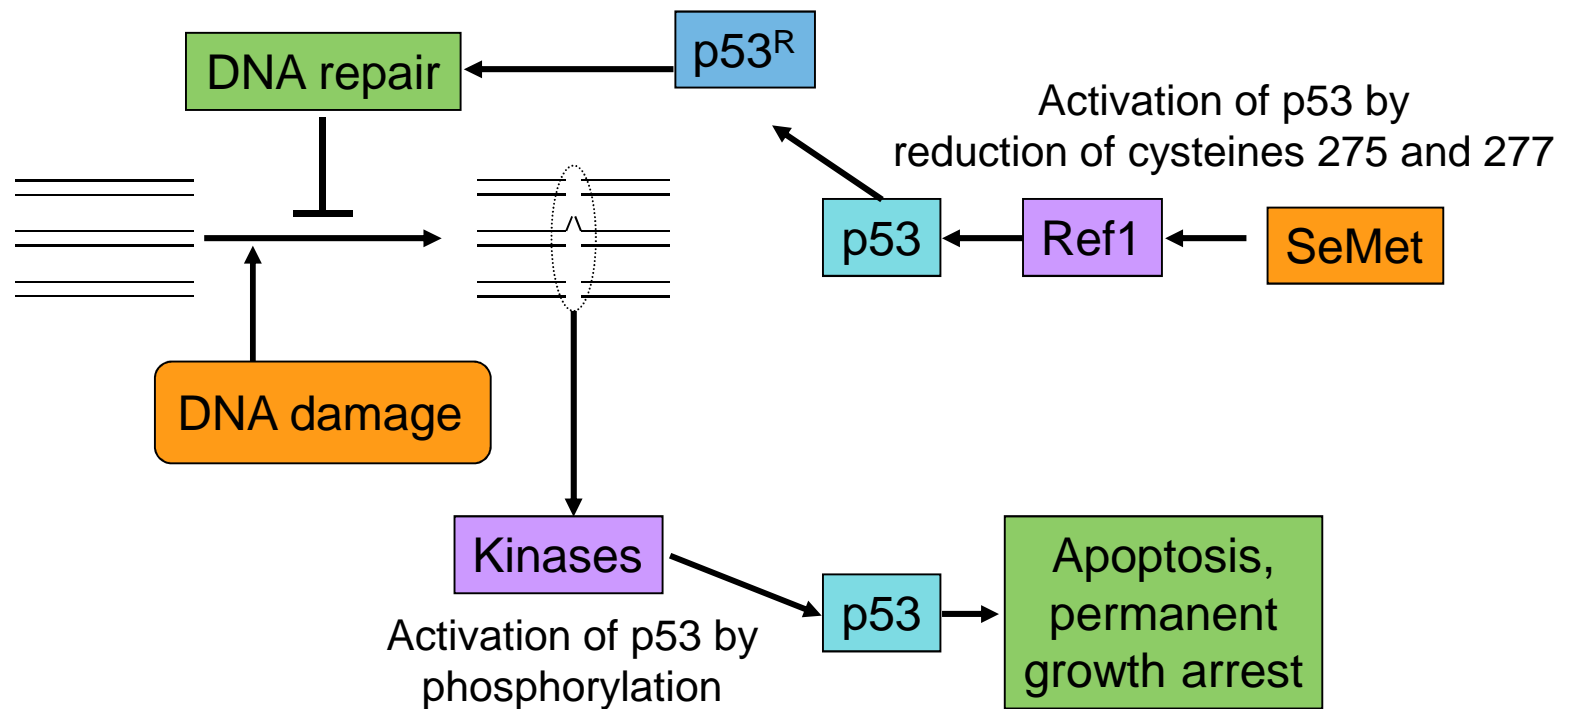 DNA repair
p53ᴿ
Activation of p53 by
reduction of cysteines 275 and 277
p53
Ref1
SeMet
DNA damage
Kinases
Activation of p53 by
phosphorylation
p53
Apoptosis,
permanent
growth arrest